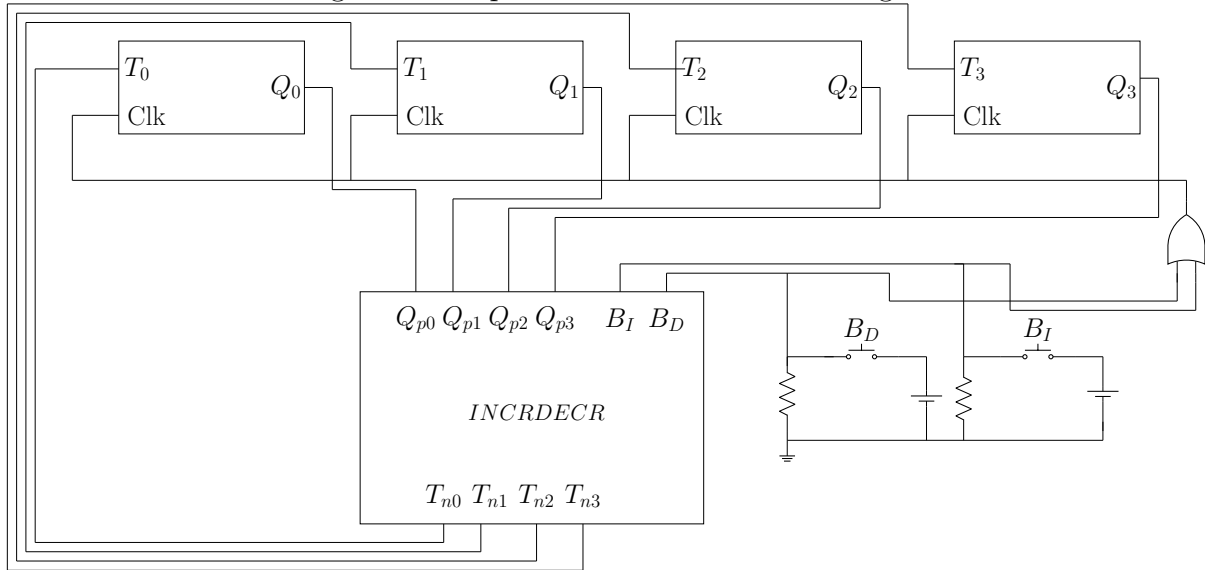 T0 Q0 Clk
T1 Q1 Clk
T2 Q2 Clk
T3 Q3 Clk
Qp0 Qp1 Qp2 Qp3 BI BD
BD BI
INCRDECR
Tn0 Tn1 Tn2 Tn3